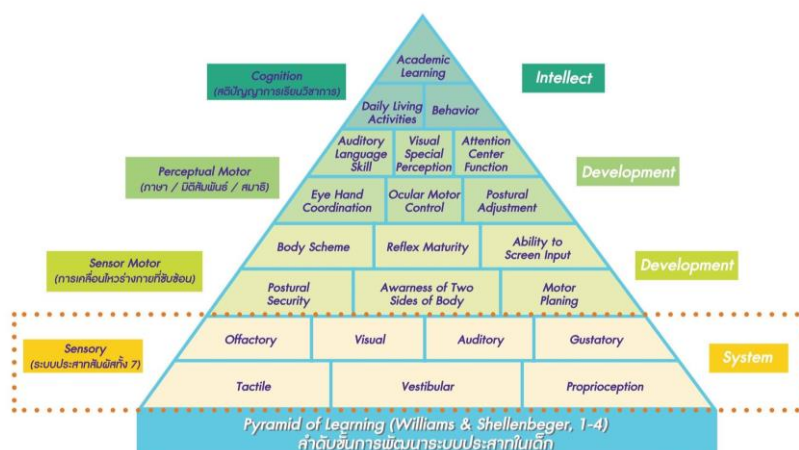 Academic
Learning
Cognition
(สติปัญญาการเรียนวิชาการ)
Intellect
Daily Living
Activities
Behavior
Auditory
Language
Skill
Visual
Special
Perception
Attention
Center
Function
Perceptual Motor
(ภาษา / มิติสัมพันธ์ / สมาธิ)
Development
Eye Hand
Coordination
Ocular Motor
Control
Postural
Adjustment
Body Scheme
Reflex Maturity
Ability to
Screen Input
Sensor Motor
(การเคลื่อนไหวร่างกายที่ซับซ้อน)
Development
Postural
Security
Awarness of Two
Sides of Body
Motor
Planing
Offactory
Visual
Auditory
Gustatory
Sensory
(ระบบประสาทสัมผัสทั้ง 7)
System
Tactile
Vestibular
Proprioception
Pyramid of Learning (Williams & Shellenbeger, 1-4)
ลำดับขั้นการพัฒนาระบบประสาทในเด็ก